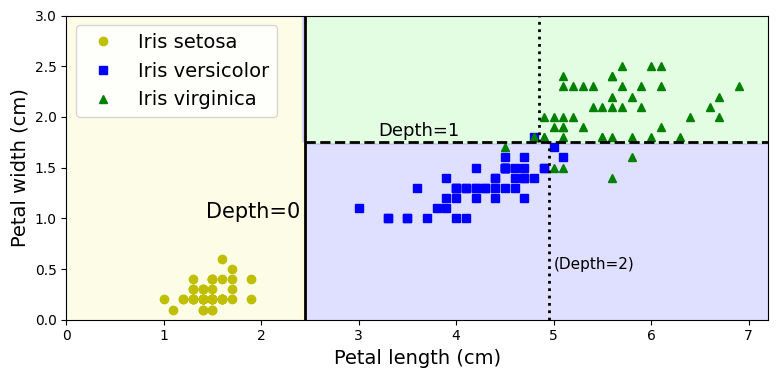 3.0
2.5
2.0
1.5
1.0
0.5
0.0
Petal width (cm)
Iris setosa
Iris versicolor
Iris virginica
Depth=1
Depth=0
(Depth=2)
0 1 2 3 4 5 6 7
Petal length (cm)